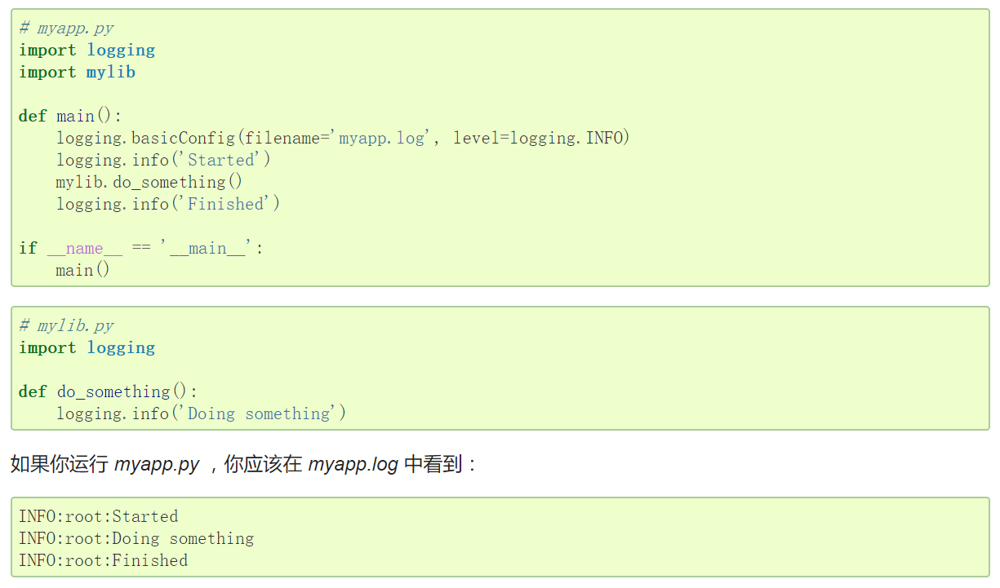 # myapp.py
import logging
import mylib
def main():
    logging.basicConfig(filename='myapp.log', level=logging.INFO)
    logging.info('Started')
    mylib.do_something()
    logging.info('Finished')
if __name__ == '__main__':
    main()
# mylib.py
import logging
def do_something():
    logging.info('Doing something')
如果你运行 myapp.py ，你应该在 myapp.log 中看到：
INFO:root:Started
INFO:root:Doing something
INFO:root:Finished